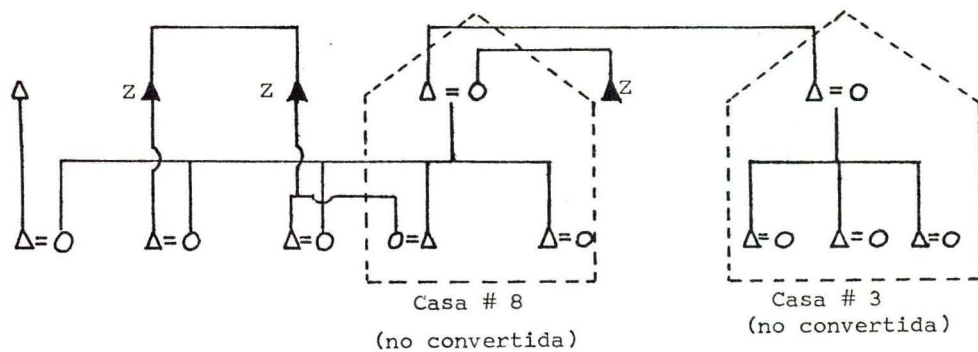 Z Z Z
Casa # 8
(no convertida)
Casa # 3
(no convertida)